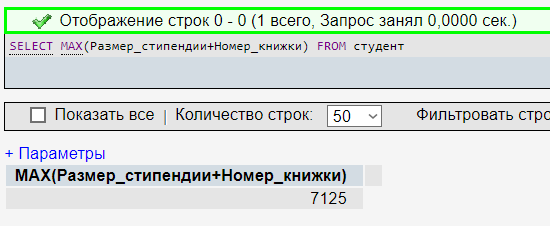 Отображение строк 0 - 0 (1 всего, Запрос занял 0,0000 сек.)
SELECT MAX(Размер_стипендии+Номер_книжки) FROM студент
Показать все | Количество строк: 50 Фильтровать стро
+ Параметры
MAX(Размер_стипендии+Номер_книжки)
7125